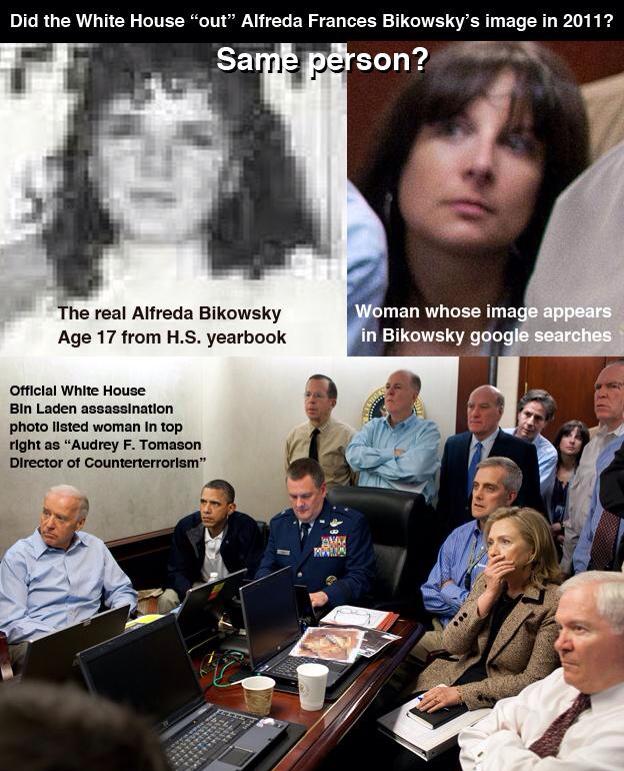 Did the White House “out” Alfreda Frances Bikowsky’s image in 2011?
Same person?
The real Alfreda Bikowsky
Age 17 from H.S. yearbook
Woman whose image appears
in Bikowsky google searches
Official White House
Bin Laden assassination
photo listed woman in top
right as “Audrey F. Tomason
Director of Counterterrorism”